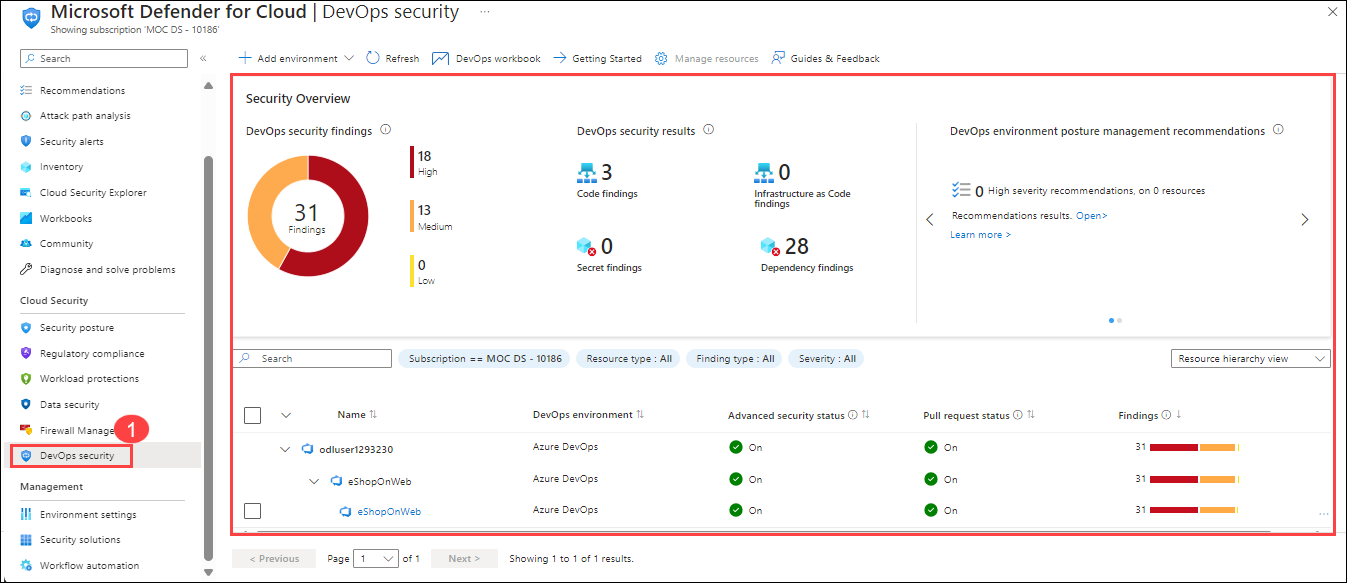 Microsoft Defender for Cloud | DevOps security ...
Showing subscription 'MOC DS - 10186'
Search «
Add environment Refresh DevOps workbook Getting Started Manage resources Guides & Feedback
Recommendations
Attack path analysis
Security alerts
Inventory
Cloud Security Explorer
Workbooks
Community
Diagnose and solve problems
Cloud Security
Security posture
Regulatory compliance
Workload protections
Data security
Firewall Manage
1
DevOps security
Management
Environment settings
Security solutions
Workflow automation
Security Overview
DevOps security findings
31
Findings
18
High
13
Medium
0
Low
DevOps security results
3
Code findings
0
Infrastructure as Code
findings
0
Secret findings
28
Dependency findings
DevOps environment posture management recommendations
0 High severity recommendations, on 0 resources
Recommendations results. Open>
Learn more >
Search Subscription == MOC DS - 10186 Resource type : All Finding type : All Severity : All Resource hierarchy view
Name DevOps environment Advanced security status Pull request status Findings
odluser1293230 Azure DevOps On On 31
eShopOnWeb Azure DevOps On On 31
eShopOnWeb Azure DevOps On On 31 ...
< Previous Page 1 of 1 Next > Showing 1 to 1 of 1 results.